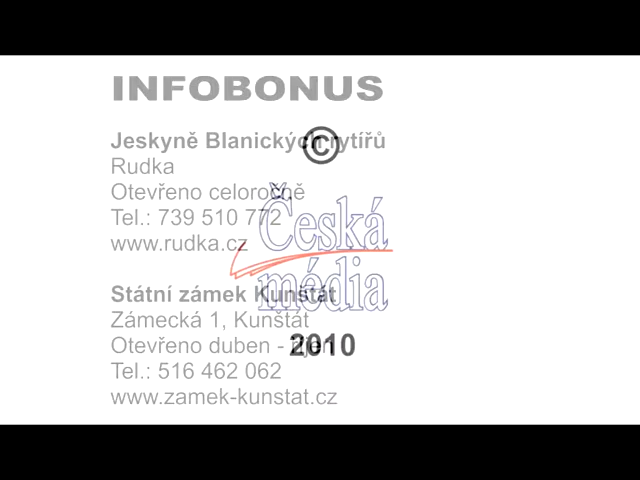 INFOBONUS
Jeskyně Blanických rytířů
Rudka
Otevřeno celoročně
Tel.: 739 510 772
www.rudka.cz
Státní zámek Kunštát
Zámecká 1, Kunštát
Otevřeno duben - říjen
Tel.: 516 462 062
www.zamek-kunstat.cz
©
Česká
média
2010